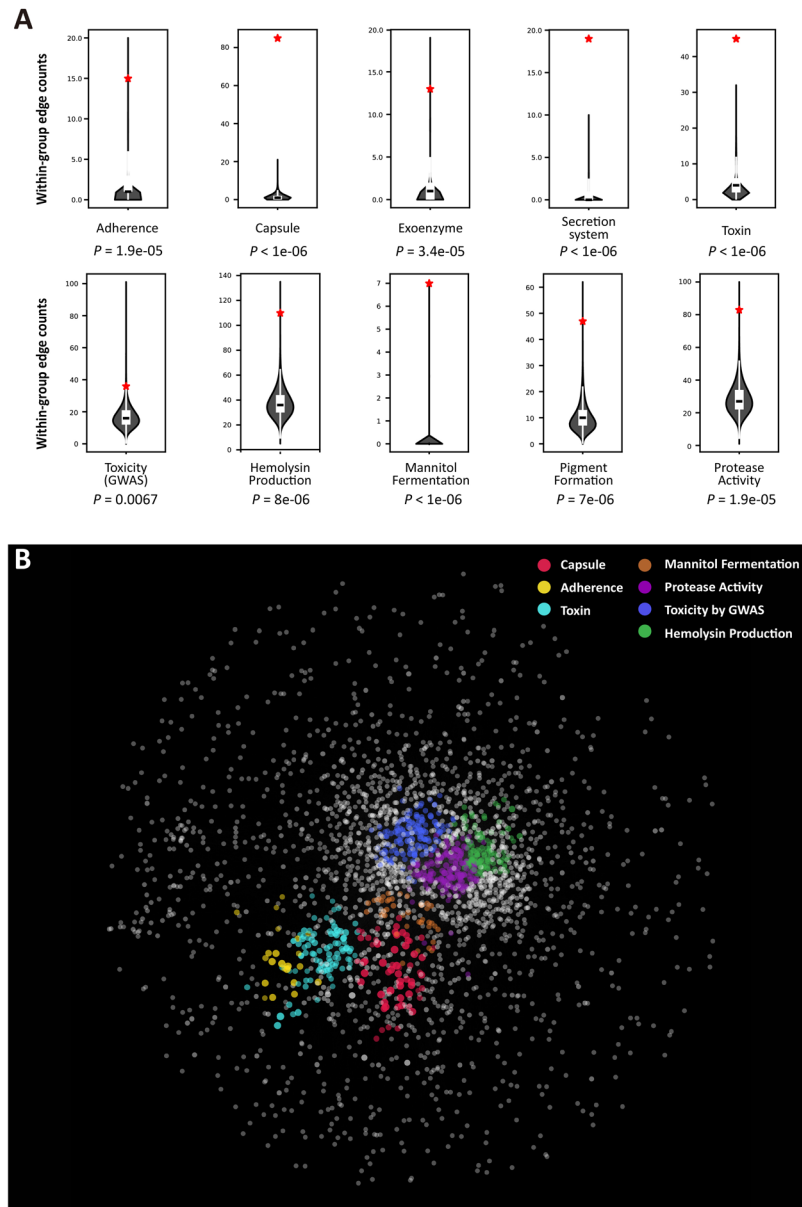 A
Within-group edge counts
20.0
15.0
10.0
5.0
0.0
Adherence
P = 1.9e-05
80
60
40
20
0
Capsule
P < 1e-06
20.0
15.0
10.0
5.0
0.0
Exoenzyme
P = 3.4e-05
20.0
15.0
10.0
5.0
0.0
Secretion
system
P < 1e-06
40
30
20
10
0
Toxin
P < 1e-06
Within-group edge counts
100
80
60
40
20
0
Toxicity
(GWAS)
P = 0.0067
140
120
100
80
60
40
20
0
Hemolysin
Production
P = 8e-06
7
6
5
4
3
2
1
0
Mannitol
Fermentation
P < 1e-06
60
50
40
30
20
10
0
Pigment
Formation
P = 7e-06
100
80
60
40
20
0
Protease
Activity
P = 1.9e-05
B
Capsule
Adherence
Toxin
Mannitol Fermentation
Protease Activity
Toxicity by GWAS
Hemolysin Production